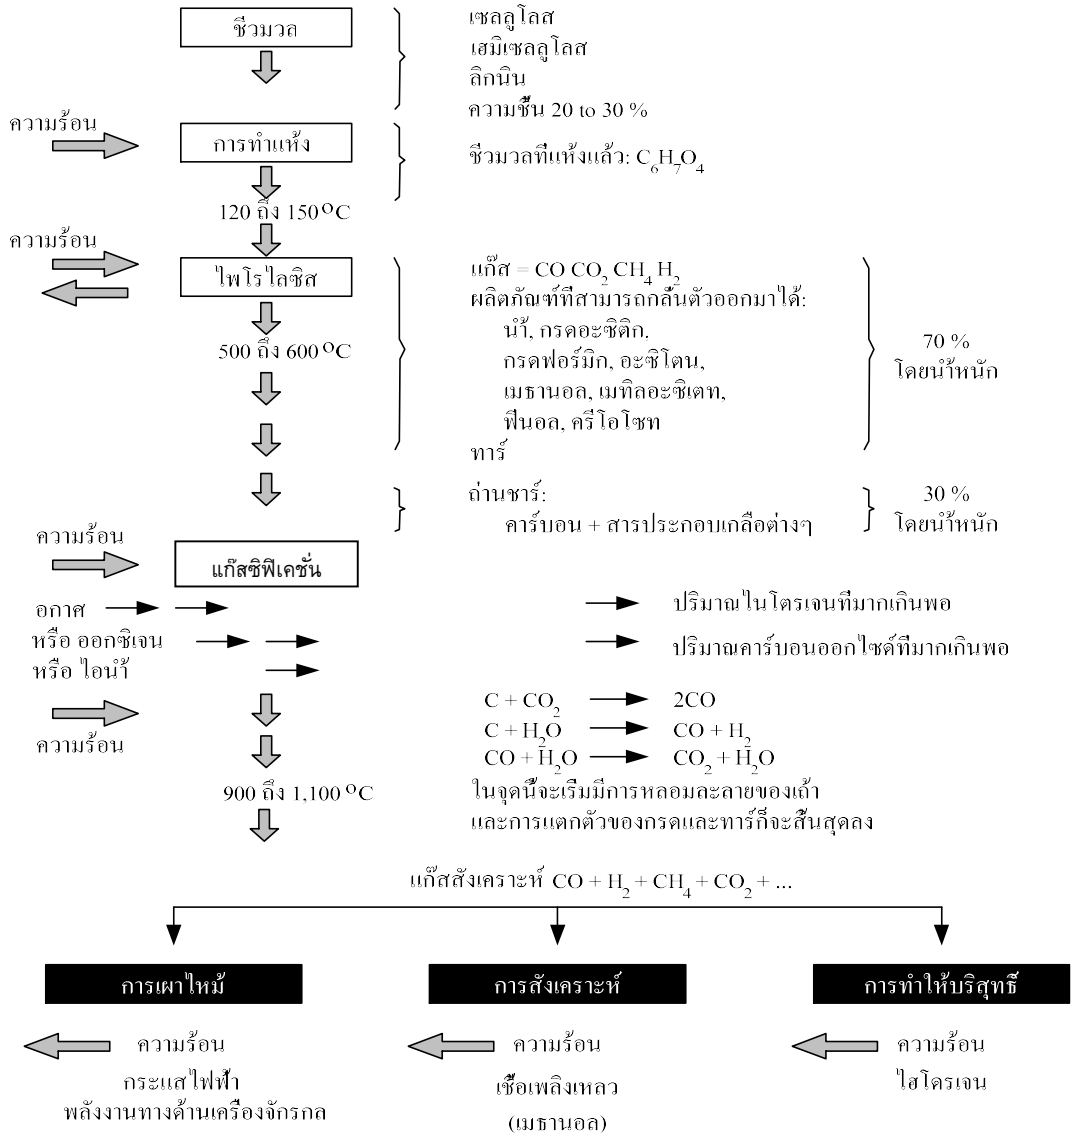 ชีวมวล
เซลลูโลส
เฮมิเซลลูโลส
ลิกนิน
ความชื้น 20 to 30 %
ความร้อน
การทำแห้ง
ชีวมวลที่แห้งแล้ว: C6H7O4
120 ถึง 150 OC
ความร้อน
ไพโรไลซิส
แก๊ส = CO CO2 CH4 H2
ผลิตภัณฑ์ที่สามารถกลั่นตัวออกมาได้:
น้ำ, กรดอะซิติก.
กรดฟอร์มิก, อะซิโตน,
เมธานอล, เมทิลอะซิเตท,
ฟีนอล, ครีโอโซท
ทาร์
70 %
โดยน้ำหนัก
500 ถึง 600 OC
ถ่านชาร์:
คาร์บอน + สารประกอบเกลือต่างๆ
30 %
โดยน้ำหนัก
ความร้อน
แก๊สซิฟิเคชั่น
อกาศ
หรือ ออกซิเจน
หรือ ไอน้ำ
ปริมาณไนโตรเจนที่มากเกินพอ
ปริมาณคาร์บอนออกไซด์ที่มากเกินพอ
ความร้อน
C + CO2 2CO
C + H2O CO + H2
CO + H2O CO2 + H2O
900 ถึง 1,100 OC
ในจุดนี้จะเริ่มมีการหลอมละลายของเถ้า
และการแตกตัวของกรดและทาร์ก็จะสิ้นสุดลง
แก๊สสังเคราะห์ CO + H2 + CH4 + CO2 + ...
การเผาไหม้
การสังเคราะห์
การทำให้บริสุทธิ์
ความร้อน
กระแสไฟฟ้า
พลังงานทางด้านเครื่องจักรกล
ความร้อน
เชื้อเพลิงเหลว
(เมธานอล)
ความร้อน
ไฮโดรเจน